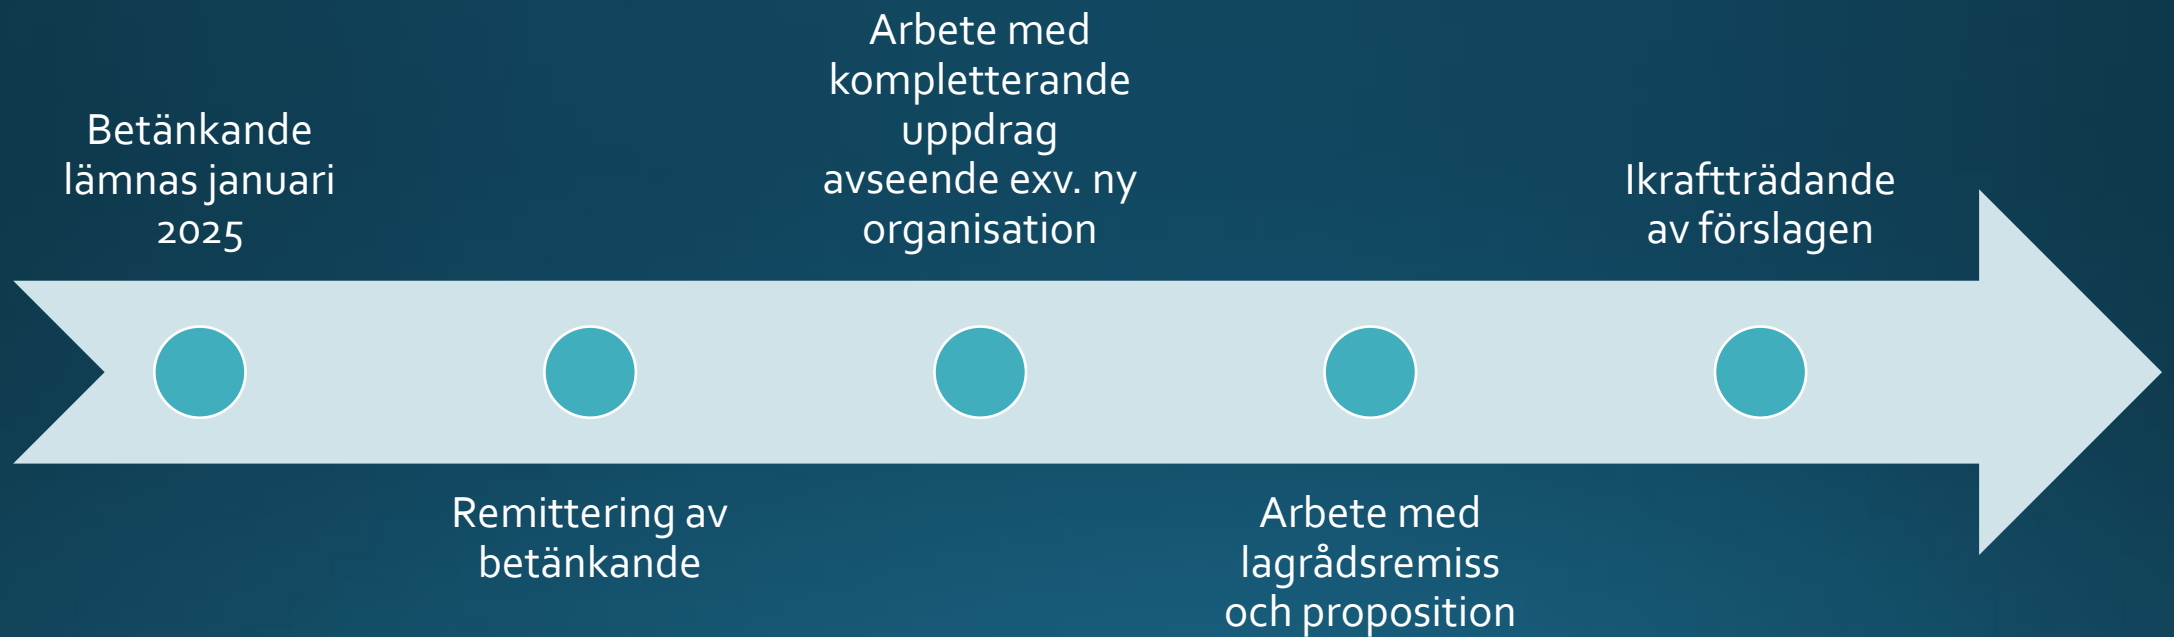 Betänkande
lämnas januari
2025
Remittering av
betänkande
Arbete med
kompletterande
uppdrag
avseende exv. ny
organisation
Arbete med
lagrådsremiss
och proposition
Ikraftträdande
av förslagen